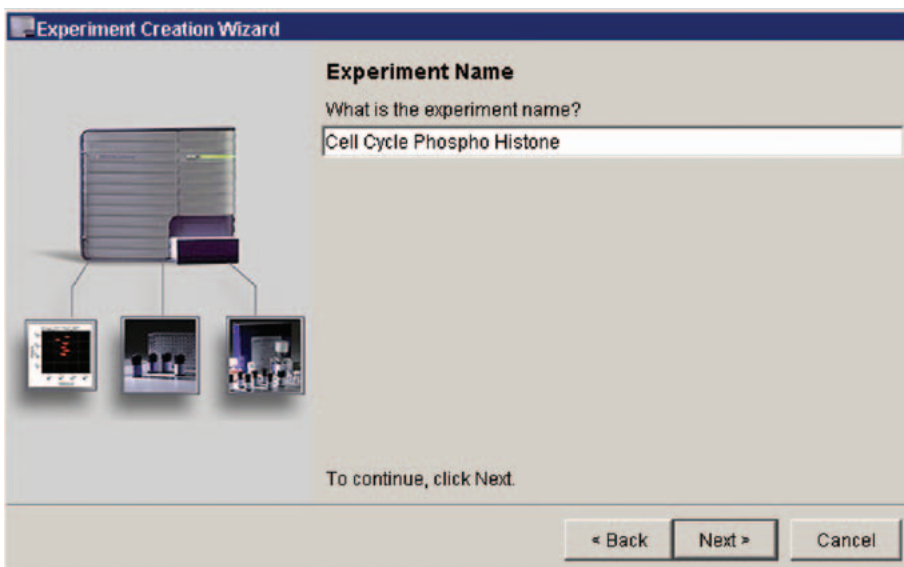 Experiment Creation Wizard
Experiment Name
What is the experiment name?
Cell Cycle Phospho Histone
To continue, click Next.
< Back
Next >
Cancel